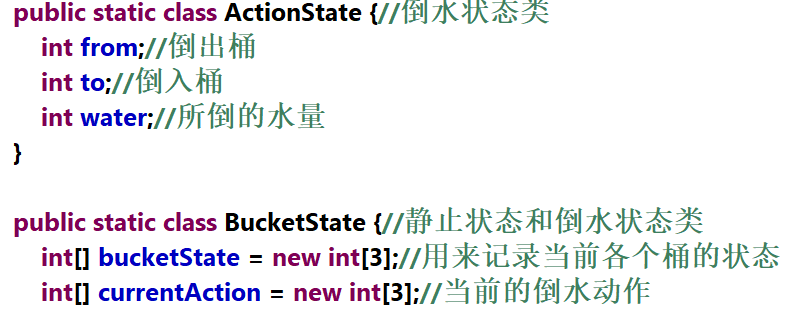 public static class ActionState {//倒水状态类
int from;//倒出桶
int to;//倒入桶
int water;//所倒的水量
}
public static class BucketState {//静止状态和倒水状态类
int[] bucketState = new int[3];//用来记录当前各个桶的状态
int[] currentAction = new int[3];//当前的倒水动作